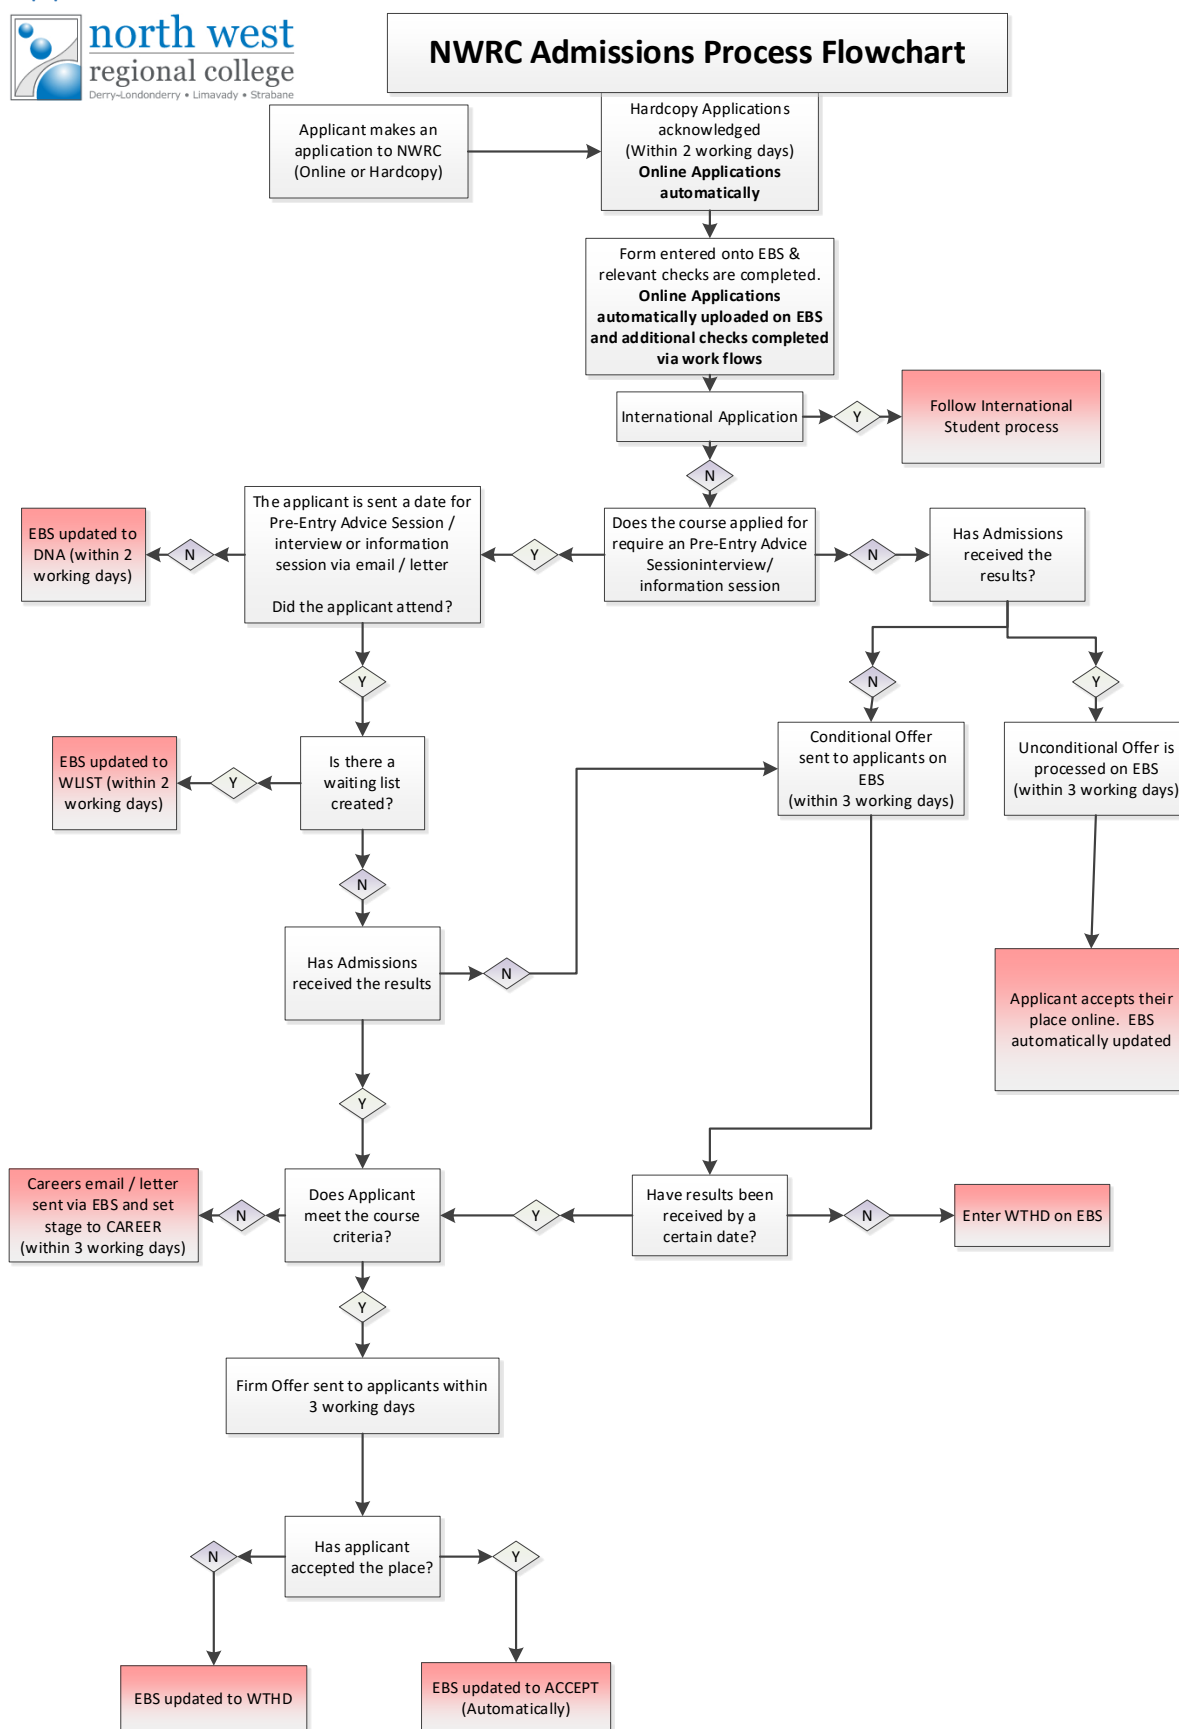 north west
regional college
Derry-Londonderry • Limavady • Strabane
NWRC Admissions Process Flowchart
Applicant makes an
application to NWRC
(Online or Hardcopy)
Hardcopy Applications
acknowledged
(Within 2 working days)
Online Applications
automatically
Form entered onto EBS &
relevant checks are completed.
Online Applications
automatically uploaded on EBS
and additional checks completed
via work flows
International Application
Y
Follow International
Student process
N
The applicant is sent a date for
Pre-Entry Advice Session /
interview or information
session via email / letter
Did the applicant attend?
N
EBS updated to
DNA (within 2
working days)
Y
Does the course applied for
require an Pre-Entry Advice
Sessioninterview/
information session
N
Has Admissions
received the
results?
Y
N
Y
EBS updated to
WLIST (within 2
working days)
Y
Is there a
waiting list
created?
Conditional Offer
sent to applicants on
EBS
(within 3 working days)
Unconditional Offer is
processed on EBS
(within 3 working days)
N
Has Admissions
received the results
N
Applicant accepts their
place online. EBS
automatically updated
Y
Careers email / letter
sent via EBS and set
stage to CAREER
(within 3 working days)
N
Does Applicant
meet the course
criteria?
Y
Have results been
received by a
certain date?
N
Enter WTHD on EBS
Y
Firm Offer sent to applicants within
3 working days
N
Has applicant
accepted the place?
Y
EBS updated to WTHD
EBS updated to ACCEPT
(Automatically)